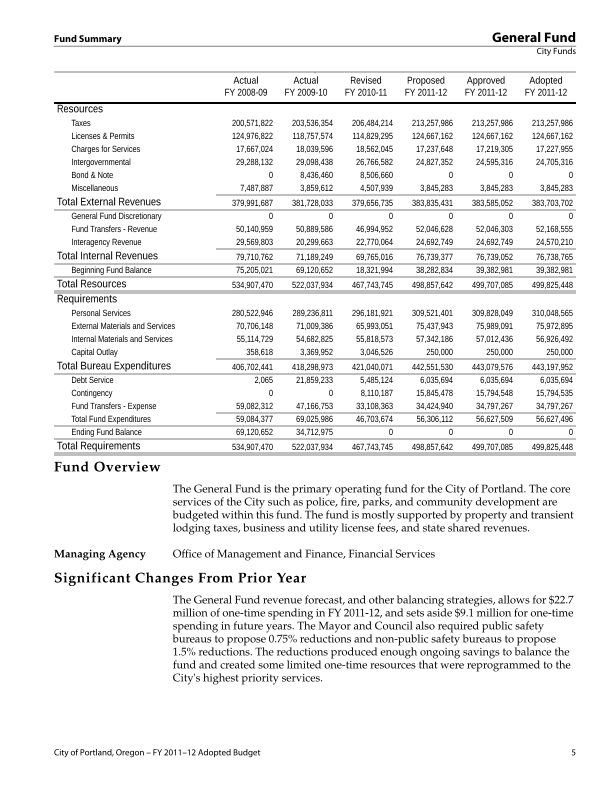 Fund Summary General Fund
City Funds
Actual Actual Revised Proposed Approved Adopted
FY 2008-09 FY 2009-10 FY 2010-11 FY 2011-12 FY 2011-12 FY 2011-12
Resources
Taxes 200,571,822 203,536,354 206,484,214 213,257,986 213,257,986 213,257,986
Licenses & Permits 124,976,822 118,757,574 114,829,295 124,667,162 124,667,162 124,667,162
Charges for Services 17,667,024 18,039,596 18,562,045 17,237,648 17,219,305 17,227,955
Intergovernmental 29,288,132 29,098,438 26,766,582 24,827,352 24,595,316 24,705,316
Bond & Note 0 8,436,460 8,506,660 0 0 0
Miscellaneous 7,487,887 3,859,612 4,507,939 3,845,283 3,845,283 3,845,283
Total External Revenues 379,991,687 381,728,033 379,656,735 383,835,431 383,585,052 383,703,702
General Fund Discretionary 0 0 0 0 0 0
Fund Transfers - Revenue 50,140,959 50,889,586 46,994,952 52,046,628 52,046,303 52,168,555
Interagency Revenue 29,569,803 20,299,663 22,770,064 24,692,749 24,692,749 24,570,210
Total Internal Revenues 79,710,762 71,189,249 69,765,016 76,739,377 76,739,052 76,738,765
Beginning Fund Balance 75,205,021 69,120,652 18,321,994 38,282,834 39,382,981 39,382,981
Total Resources 534,907,470 522,037,934 467,743,745 498,857,642 499,707,085 499,825,448
Requirements
Personal Services 280,522,946 289,236,811 296,181,921 309,521,401 309,828,049 310,048,565
External Materials and Services 70,706,148 71,009,386 65,993,051 75,437,943 75,989,091 75,972,895
Internal Materials and Services 55,114,729 54,682,825 55,818,573 57,342,186 57,012,436 56,926,492
Capital Outlay 358,618 3,369,952 3,046,526 250,000 250,000 250,000
Total Bureau Expenditures 406,702,441 418,298,973 421,040,071 442,551,530 443,079,576 443,197,952
Debt Service 2,065 21,859,233 5,485,124 6,035,694 6,035,694 6,035,694
Contingency 0 0 8,110,187 15,845,478 15,794,548 15,794,535
Fund Transfers - Expense 59,082,312 47,166,753 33,108,363 34,424,940 34,797,267 34,797,267
Total Fund Expenditures 59,084,377 69,025,986 46,703,674 56,306,112 56,627,509 56,627,496
Ending Fund Balance 69,120,652 34,712,975 0 0 0 0
Total Requirements 534,907,470 522,037,934 467,743,745 498,857,642 499,707,085 499,825,448
Fund Overview
The General Fund is the primary operating fund for the City of Portland. The core
services of the City such as police, fire, parks, and community development are
budgeted within this fund. The fund is mostly supported by property and transient
lodging taxes, business and utility license fees, and state shared revenues.
Managing Agency Office of Management and Finance, Financial Services
Significant Changes From Prior Year
The General Fund revenue forecast, and other balancing strategies, allows for $22.7
million of one-time spending in FY 2011-12, and sets aside $9.1 million for one-time
spending in future years. The Mayor and Council also required public safety
bureaus to propose 0.75% reductions and non-public safety bureaus to propose
1.5% reductions. The reductions produced enough ongoing savings to balance the
fund and created some limited one-time resources that were reprogrammed to the
City's highest priority services.
City of Portland, Oregon – FY 2011–12 Adopted Budget 5